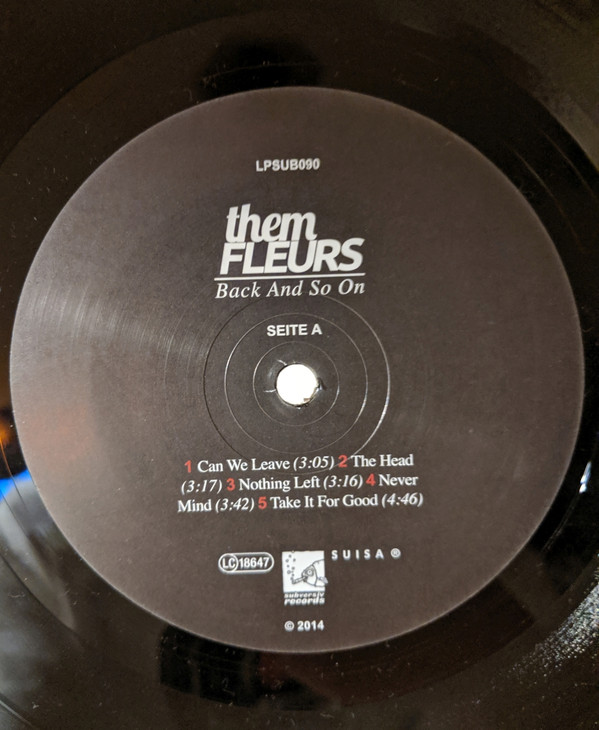 LPSUB090
them
FLEURS
Back And So On
SEITE A
1 Can We Leave (3:05) 2 The Head
(3:17) 3 Nothing Left (3:16) 4 Never
Mind (3:42) 5 Take It For Good (4:46)
LC 18647
SUISA ®
subversiv
records
© 2014